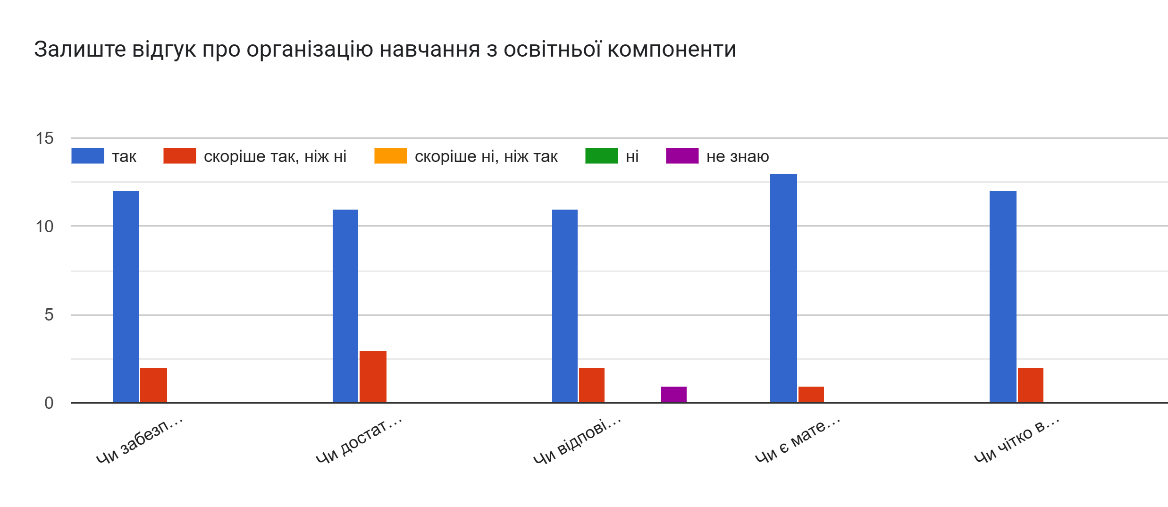 Залиште відгук про організацію навчання з освітньої компоненти
15
так скоріше так, ніж ні скоріше ні, ніж так ні не знаю
10
5
0
Чи забезп…
Чи достат…
Чи відпові…
Чи є мате…
Чи чітко в…